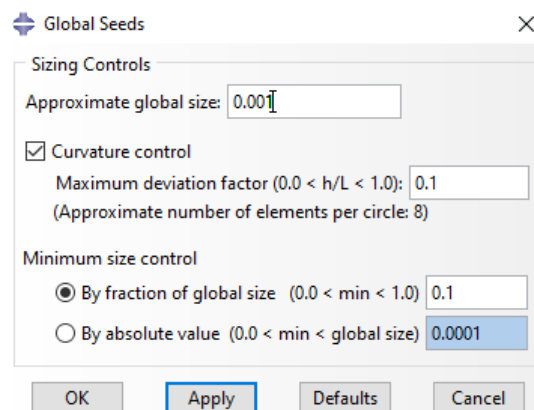 Global Seeds
Sizing Controls
Approximate global size: 0.001
Curvature control
Maximum deviation factor (0.0 < h/L < 1.0): 0.1
(Approximate number of elements per circle: 8)
Minimum size control
By fraction of global size (0.0 < min < 1.0) 0.1
By absolute value (0.0 < min < global size) 0.0001
OK Apply Defaults Cancel